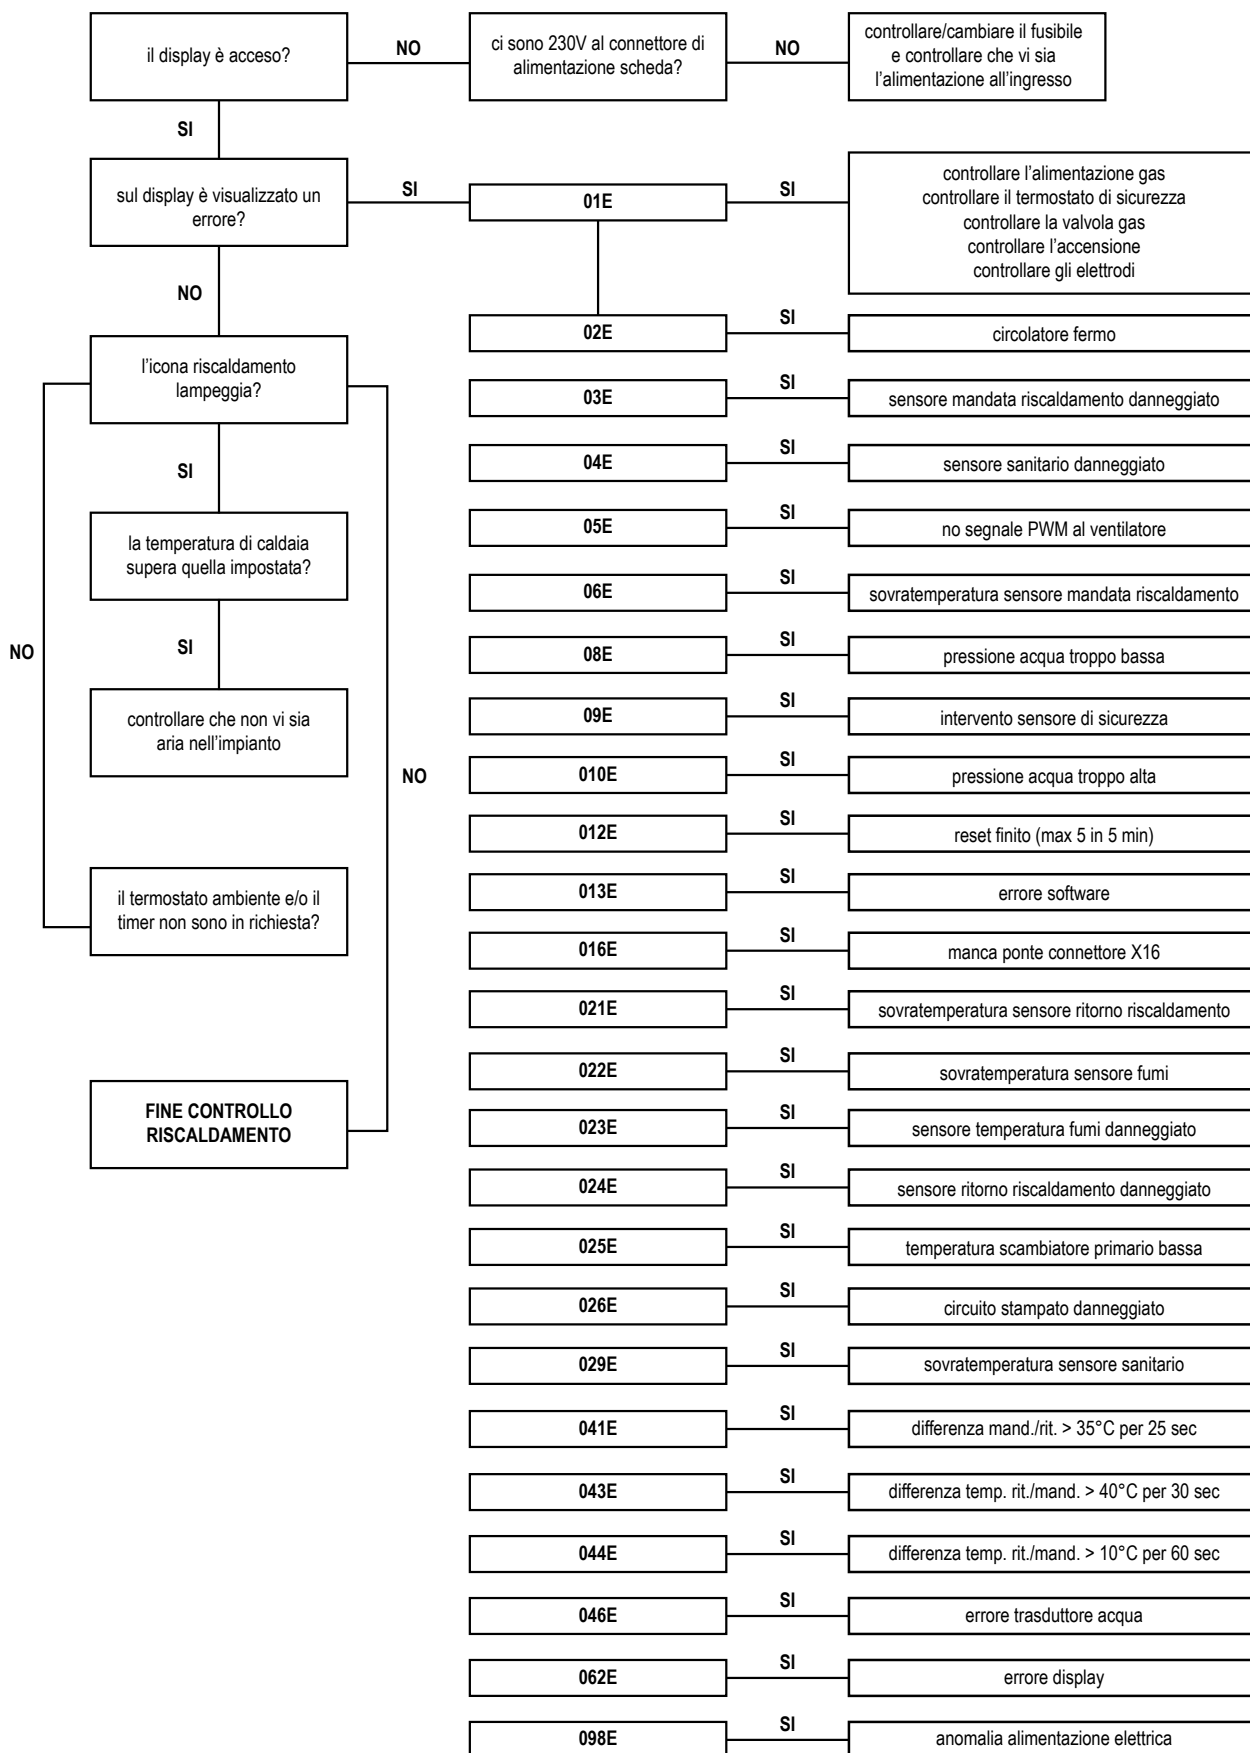 il display è acceso?
NO
ci sono 230V al connettore di
alimentazione scheda?
NO
controllare/cambiare il fusibile
e controllare che vi sia
l'alimentazione all'ingresso
SI
sul display è visualizzato un
errore?
SI
01E
SI
controllare l'alimentazione gas
controllare il termostato di sicurezza
controllare la valvola gas
controllare l'accensione
controllare gli elettrodi
NO
02E
SI
circolatore fermo
l'icona riscaldamento
lampeggia?
03E
SI
sensore mandata riscaldamento danneggiato
SI
04E
SI
sensore sanitario danneggiato
la temperatura di caldaia
supera quella impostata?
05E
SI
no segnale PWM al ventilatore
06E
SI
sovratemperatura sensore mandata riscaldamento
NO
SI
08E
SI
pressione acqua troppo bassa
controllare che non vi sia
aria nell'impianto
09E
SI
intervento sensore di sicurezza
NO
010E
SI
pressione acqua troppo alta
012E
SI
reset finito (max 5 in 5 min)
il termostato ambiente e/o il
timer non sono in richiesta?
013E
SI
errore software
016E
SI
manca ponte connettore X16
021E
SI
sovratemperatura sensore ritorno riscaldamento
022E
SI
sovratemperatura sensore fumi
FINE CONTROLLO
RISCALDAMENTO
023E
SI
sensore temperatura fumi danneggiato
024E
SI
sensore ritorno riscaldamento danneggiato
025E
SI
temperatura scambiatore primario bassa
026E
SI
circuito stampato danneggiato
029E
SI
sovratemperatura sensore sanitario
041E
SI
differenza mand./rit. > 35°C per 25 sec
043E
SI
differenza temp. rit./mand. > 40°C per 30 sec
044E
SI
differenza temp. rit./mand. > 10°C per 60 sec
046E
SI
errore trasduttore acqua
062E
SI
errore display
098E
SI
anomalia alimentazione elettrica